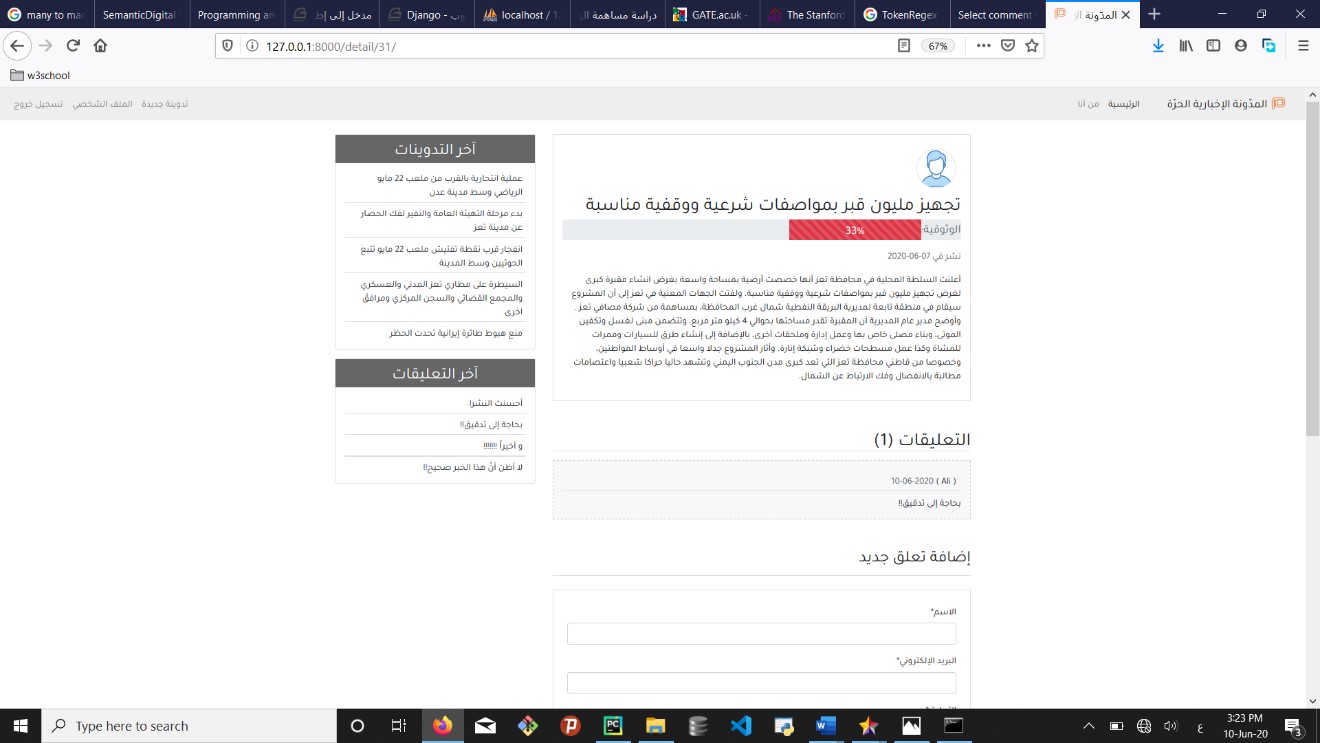 many to ma
SemanticDigital
Programming an
مدخل إلى إط
Django - وب
localhost / 1
دراسة مساهمة ال
GATE.ac.uk -
The Stanford
TokenRegex
Select comment
المدّونة الإ
127.0.0.1:8000/detail/31/
67%
w3school
المدّونة الإخبارية الحرّة
الرئيسية
من أنا
تدوينة جديدة
الملف الشخصي
تسجيل خروج
تجهيز مليون قبر بمواصفات شرعية ووقفية مناسبة
الوثوقية:
33%
نشر في 07-06-2020
أعلنت السلطة المحلية في محافظة تعز أنها خصصت أرضية بمساحة واسعة بغرض انشاء مقبرة كبرى
لغرض تجهيز مليون قبر بمواصفات شرعية ووقفية مناسبة. ولفتت الجهات المعنية في تعز إلى أن المشروع
سيقام في منطقة تابعة لمديرية البريقة النفطية شمال غرب المحافظة، بمساهمة من شركة مصافي تعز .
وأوضح مدير عام المديرية أن المقبرة تقدر مساحتها بحوالي 4 كيلو متر مربع، وتتضمن مبنى لغسل وتكفين
الموتى، وبناء مصلى خاص بها وعمل إدارة وملحقات أخرى، بالإضافة إلى إنشاء طرق للسيارات وممرات
للمشاة وكذا عمل مسطحات خضراء وشبكة إنارة. وأثار المشروع جدلا واسعا في أوساط المواطنين،
وخصوصا من قاطني محافظة تعز التي تعد كبرى مدن الجنوب اليمني وتشهد حاليا حراكا شعبيا واعتصامات
مطالبة بالانفصال وفك الارتباط عن الشمال.
التعليقات (1)
( Ali ) 10-06-2020
بحاجة إلى تدقيق!!
إضافة تعلق جديد
الاسم*
البريد الإلكتروني*
آخر التدوينات
عملية انتحارية بالقرب من ملعب 22 مايو
الرياضي وسط مدينة عدن
بدء مرحلة التهيئة العامة والنفير لفك الحصار
عن مدينة تعز
انفجار قرب نقطة تفتيش ملعب 22 مايو تتبع
الحوثيين وسط المدينة
السيطرة على مطاري تعز المدني والعسكري
والمجمع القضائي والسجن المركزي ومرافق
اخرى
منع هبوط طائرة إيرانية تحدت الحظر
آخر التعليقات
أحسنت النشر!
بحاجة إلى تدقيق!!
و أخيراً !!!!!!!
لا أظن أنّ هذا الخبر صحيح!!
Type here to search
ع
3:23 PM
10-Jun-20
3